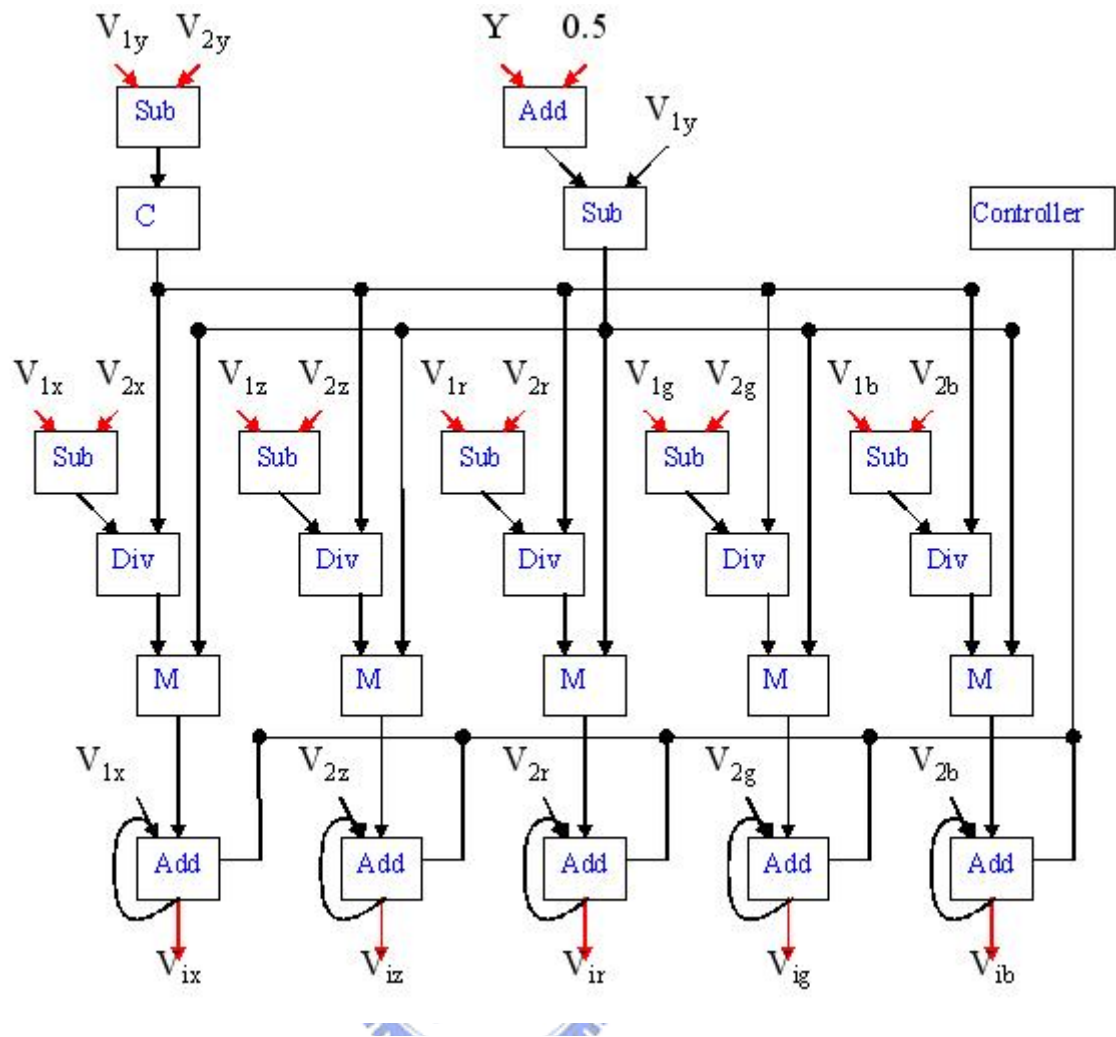 V1y V2y Y 0.5
Sub Add V1y
C Sub Controller
V1x V2x V1z V2z V1r V2r V1g V2g V1b V2b
Sub Sub Sub Sub Sub
Div Div Div Div Div
M M M M M
V1x V2z V2r V2g V2b
Add Add Add Add Add
Vix Viz Vir Vig Vib